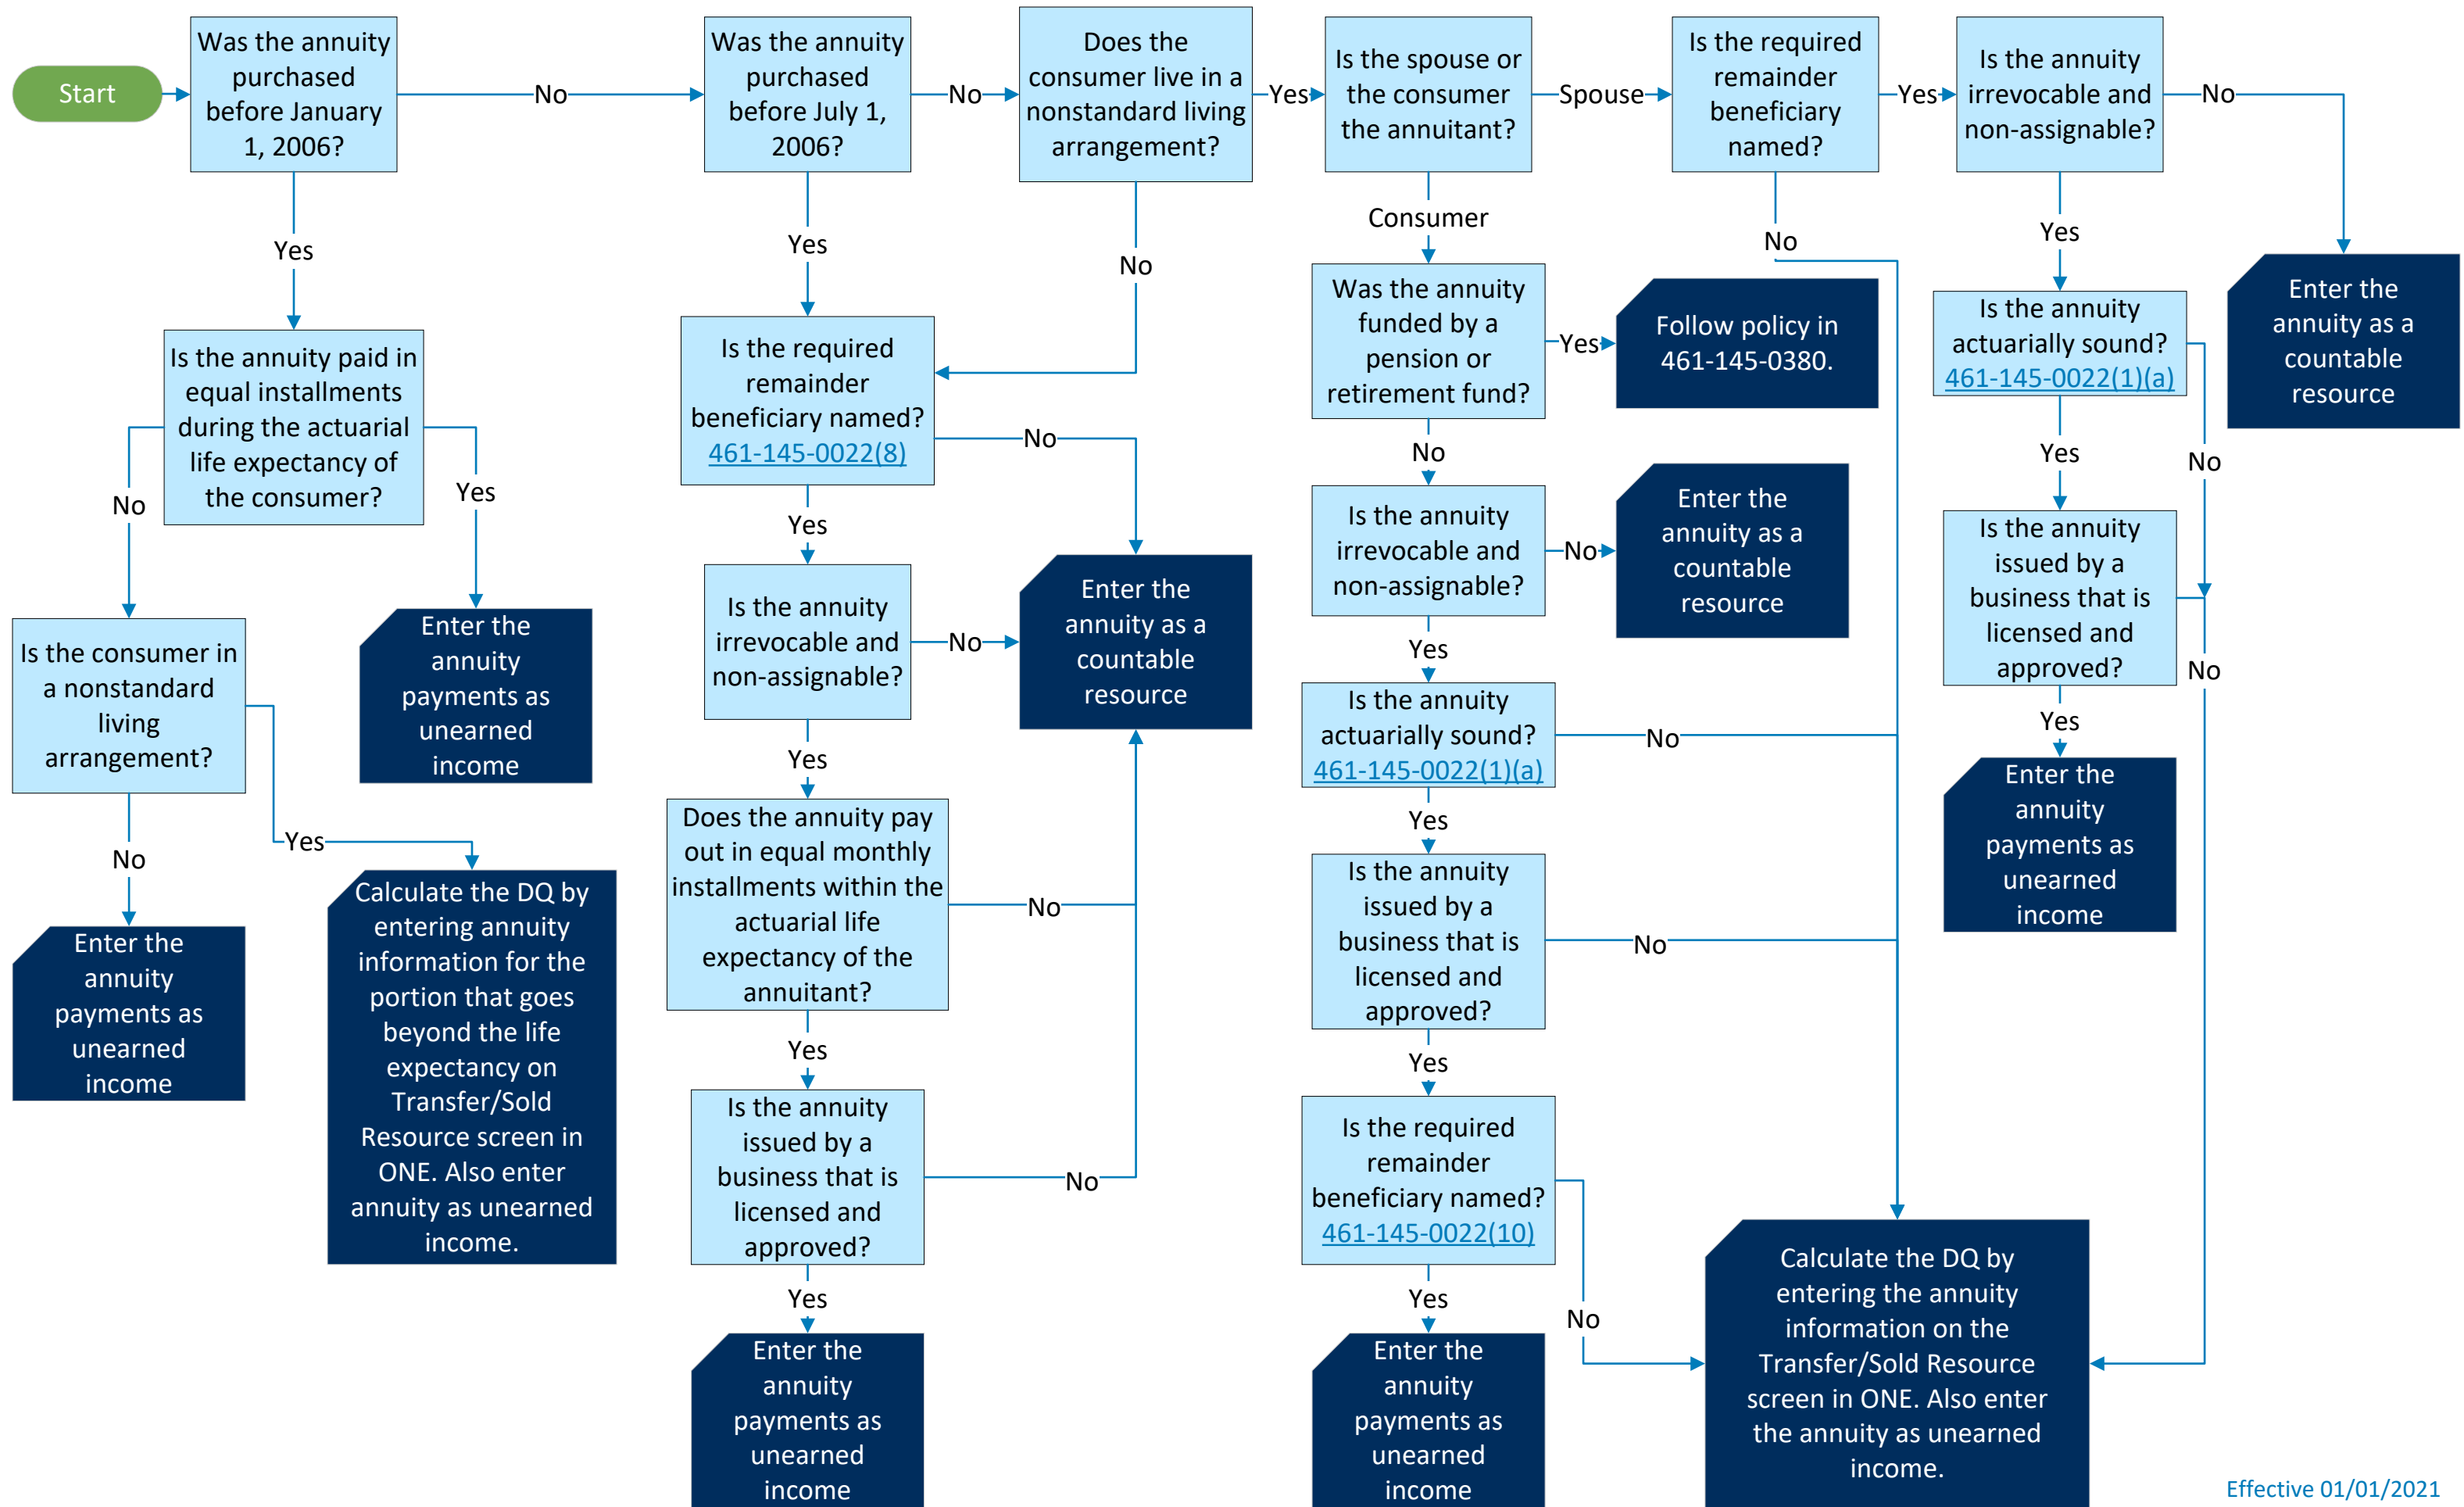 Start
Was the annuity
purchased
before January
1, 2006?
No
Was the annuity
purchased
before July 1,
2006?
No
Does the
consumer live in a
nonstandard living
arrangement?
Yes
Is the spouse or
the consumer
the annuitant?
Spouse
Is the required
remainder
beneficiary
named?
Yes
Is the annuity
irrevocable and
non-assignable?
No
Enter the
annuity as a
countable
resource
Yes
Is the annuity paid in
equal installments
during the actuarial
life expectancy of
the consumer?
Yes
Enter the
annuity
payments as
unearned
income
No
Is the consumer in
a nonstandard
living
arrangement?
No
Enter the
annuity
payments as
unearned
income
Yes
Calculate the DQ by
entering annuity
information for the
portion that goes
beyond the life
expectancy on
Transfer/Sold
Resource screen in
ONE. Also enter
annuity as unearned
income.
Yes
No
Is the required
remainder
beneficiary named?
461-145-0022(8)
No
Yes
Is the annuity
irrevocable and
non-assignable?
No
Enter the
annuity as a
countable
resource
Yes
Does the annuity pay
out in equal monthly
installments within the
actuarial life
expectancy of the
annuitant?
No
Yes
Is the annuity
issued by a
business that is
licensed and
approved?
No
Yes
Enter the
annuity
payments as
unearned
income
Consumer
Was the annuity
funded by a
pension or
retirement fund?
Yes
Follow policy in
461-145-0380.
No
Is the annuity
irrevocable and
non-assignable?
No
Enter the
annuity as a
countable
resource
Yes
Is the annuity
actuarially sound?
461-145-0022(1)(a)
No
Yes
Is the annuity
issued by a
business that is
licensed and
approved?
No
Yes
Is the required
remainder
beneficiary named?
461-145-0022(10)
No
Yes
Enter the
annuity
payments as
unearned
income
No
Calculate the DQ by
entering the annuity
information on the
Transfer/Sold Resource
screen in ONE. Also enter
the annuity as unearned
income.
Yes
Is the annuity
actuarially sound?
461-145-0022(1)(a)
No
Yes
Is the annuity
issued by a
business that is
licensed and
approved?
No
Yes
Enter the
annuity
payments as
unearned
income
Effective 01/01/2021